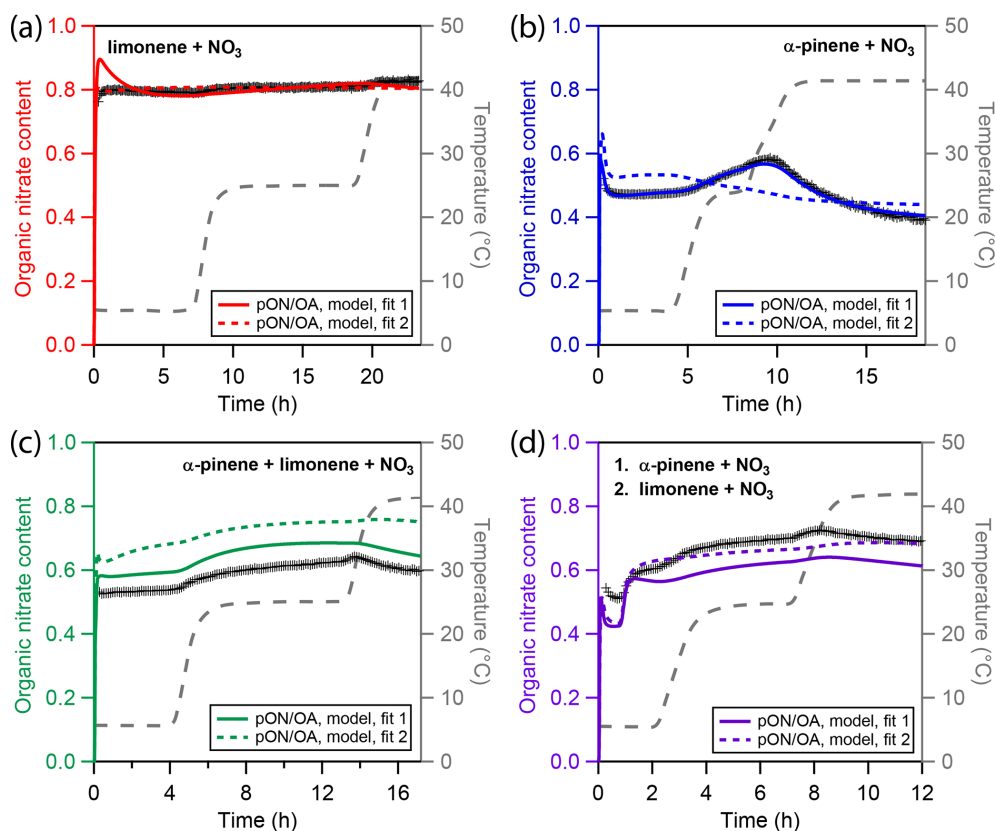 (a)
limonene + NO3
Organic nitrate content
1.0
0.8
0.6
0.4
0.2
0.0
Temperature (°C)
50
40
30
20
10
0
pON/OA, model, fit 1
pON/OA, model, fit 2
0 5 10 15 20
Time (h)
(b)
α-pinene + NO3
Organic nitrate content
1.0
0.8
0.6
0.4
0.2
0.0
Temperature (°C)
50
40
30
20
10
0
pON/OA, model, fit 1
pON/OA, model, fit 2
0 5 10 15
Time (h)
(c)
α-pinene + limonene + NO3
Organic nitrate content
1.0
0.8
0.6
0.4
0.2
0.0
Temperature (°C)
50
40
30
20
10
0
pON/OA, model, fit 1
pON/OA, model, fit 2
0 4 8 12 16
Time (h)
(d)
1. α-pinene + NO3
2. limonene + NO3
Organic nitrate content
1.0
0.8
0.6
0.4
0.2
0.0
Temperature (°C)
50
40
30
20
10
0
pON/OA, model, fit 1
pON/OA, model, fit 2
0 2 4 6 8 10 12
Time (h)